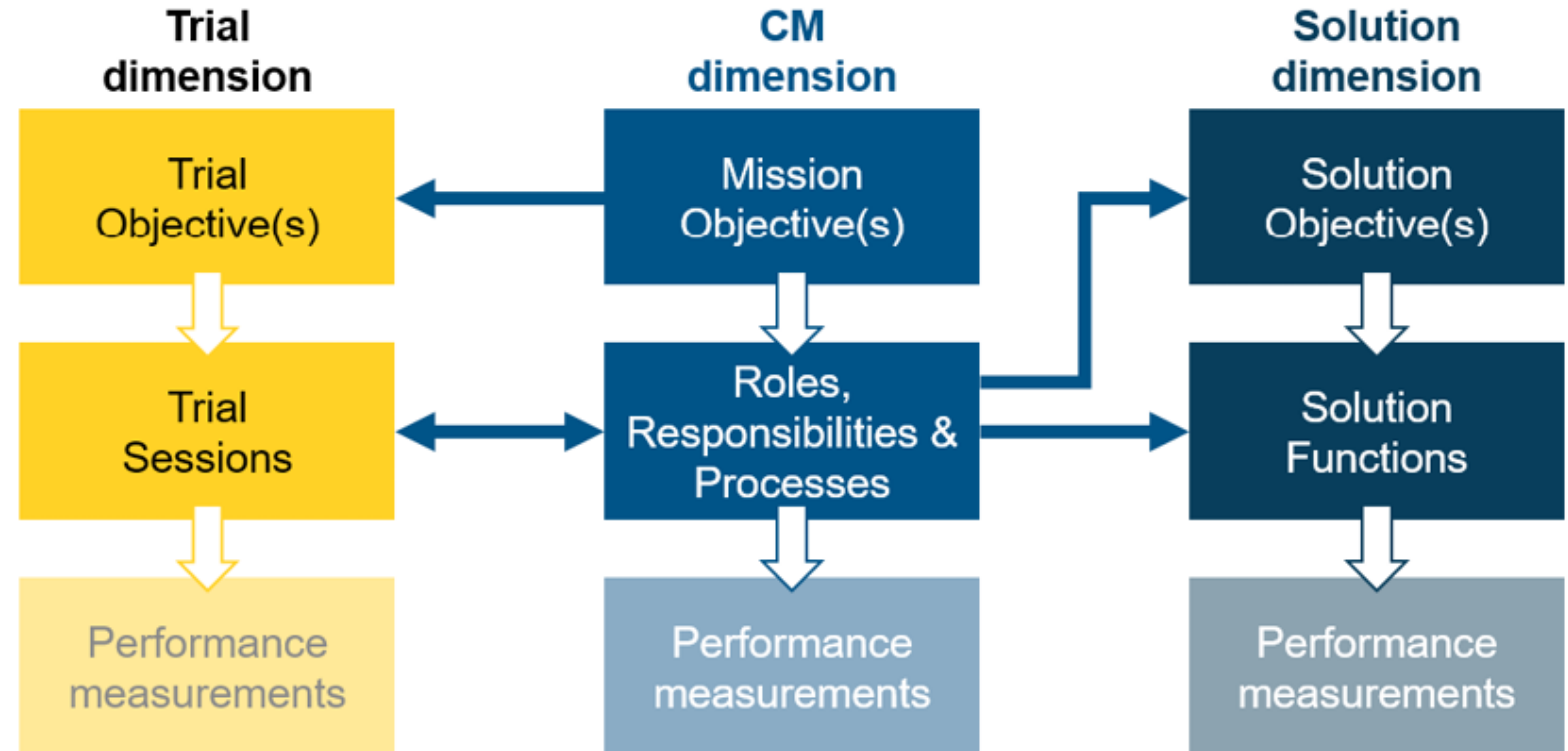 Trial
dimension
CM
dimension
Solution
dimension
Trial
Objective(s)
Mission
Objective(s)
Solution
Objective(s)
Trial
Sessions
Roles,
Responsibilities &
Processes
Solution
Functions
Performance
measurements
Performance
measurements
Performance
measurements